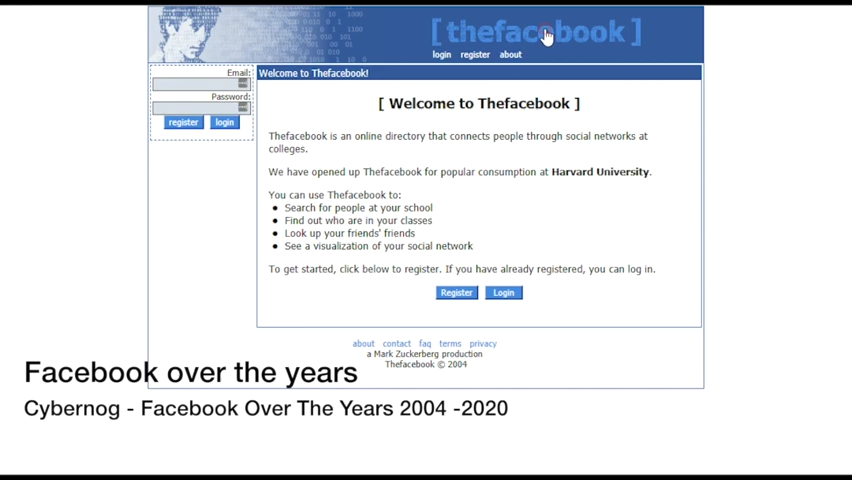 [ thefacebook ]
login register about
Email:
Password:
register login
Welcome to Thefacebook!
[ Welcome to Thefacebook ]
Thefacebook is an online directory that connects people through social networks at
colleges.
We have opened up Thefacebook for popular consumption at Harvard University.
You can use Thefacebook to:
• Search for people at your school
• Find out who are in your classes
• Look up your friends' friends
• See a visualization of your social network
To get started, click below to register. If you have already registered, you can log in.
Register Login
about contact faq terms privacy
a Mark Zuckerberg production
Thefacebook © 2004
Facebook over the years
Cybernog - Facebook Over The Years 2004 -2020